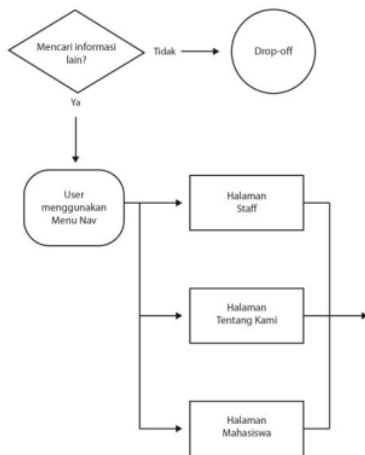 Mencari informasi
lain?
Tidak
Drop-off
Ya
User
menggunakan
Menu Nav
Halaman
Staff
Halaman
Tentang Kami
Halaman
Mahasiswa